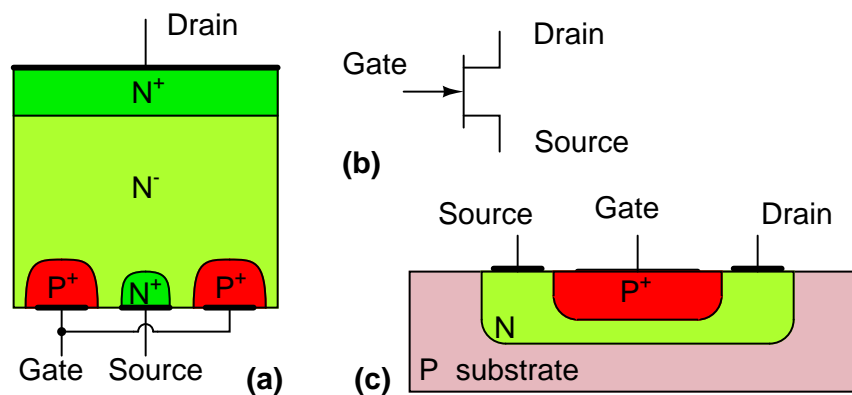 Drain
N+
N-
P+
N+
P+
Gate
Source
(a)
Gate
Drain
Source
(b)
Source
Gate
Drain
P+
N
P substrate
(c)